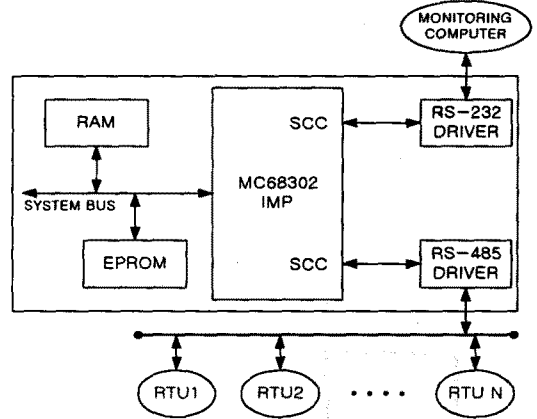 MONITORING
COMPUTER
RAM
SCC
RS-232
DRIVER
MC68302
IMP
SYSTEM BUS
EPROM
SCC
RS-485
DRIVER
RTU1
RTU2
....
RTU N